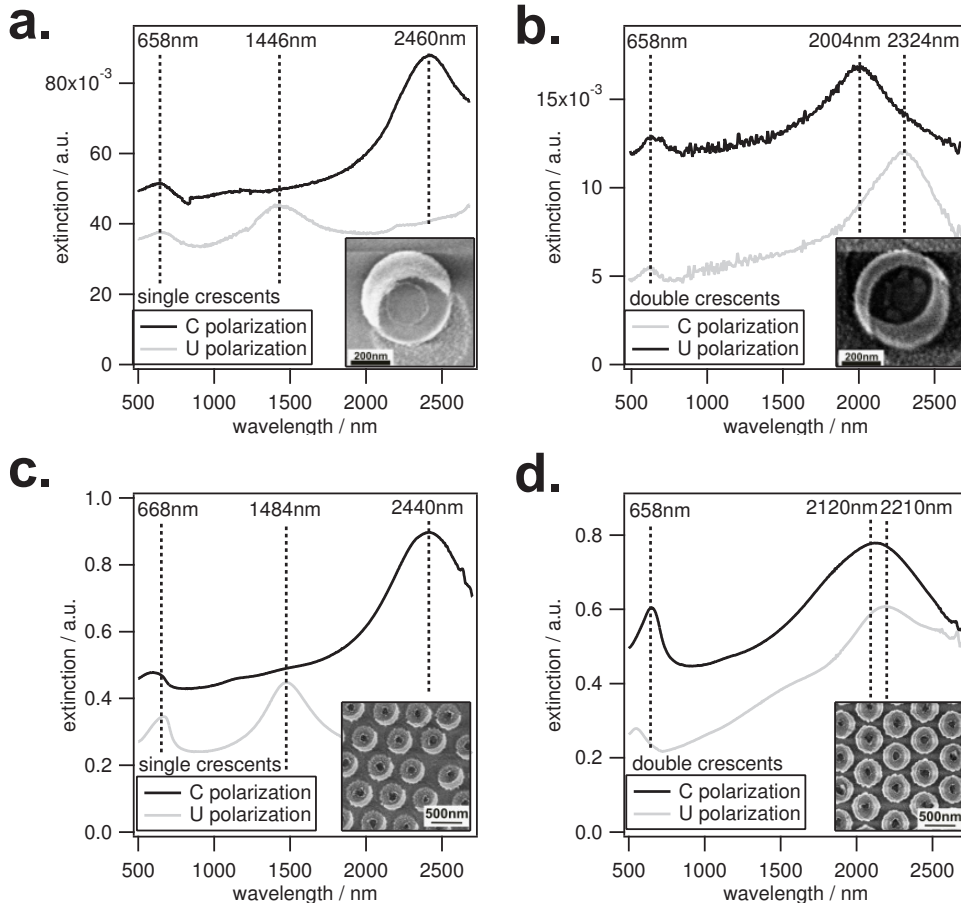 a.
658nm 1446nm 2460nm
80x10⁻³
60
40
20
0
extinction / a.u.
single crescents
C polarization
U polarization
200nm
500 1000 1500 2000 2500
wavelength / nm
b.
658nm 2004nm 2324nm
15x10⁻³
10
5
0
extinction / a.u.
double crescents
C polarization
U polarization
200nm
500 1000 1500 2000 2500
wavelength / nm
c.
668nm 1484nm 2440nm
1.0
0.8
0.6
0.4
0.2
0.0
extinction / a.u.
single crescents
C polarization
U polarization
500nm
500 1000 1500 2000 2500
wavelength / nm
d.
658nm 2120nm 2210nm
0.8
0.6
0.4
0.2
0.0
extinction / a.u.
double crescents
C polarization
U polarization
500nm
500 1000 1500 2000 2500
wavelength / nm